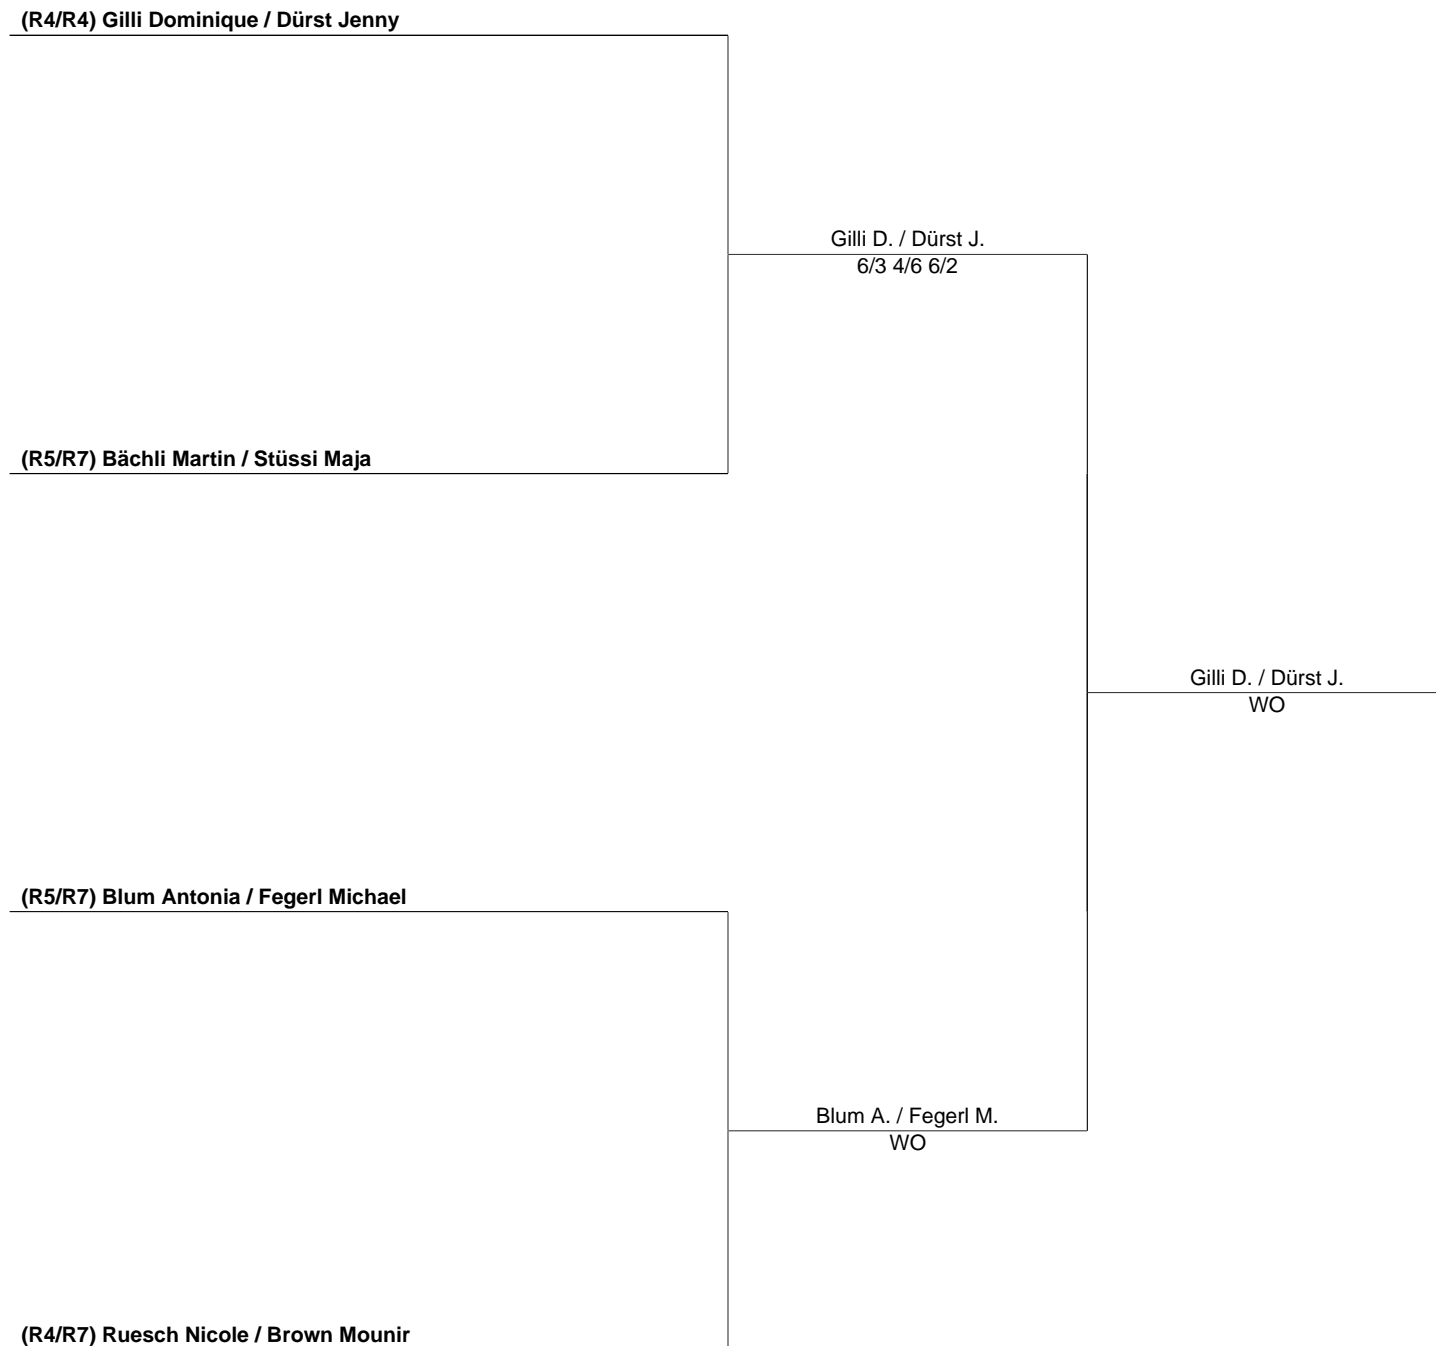 (R4/R4) Gilli Dominique / Dürst Jenny
Gilli D. / Dürst J.
6/3 4/6 6/2
(R5/R7) Bächli Martin / Stüssi Maja
Gilli D. / Dürst J.
WO
(R5/R7) Blum Antonia / Fegerl Michael
Blum A. / Fegerl M.
WO
(R4/R7) Ruesch Nicole / Brown Mounir